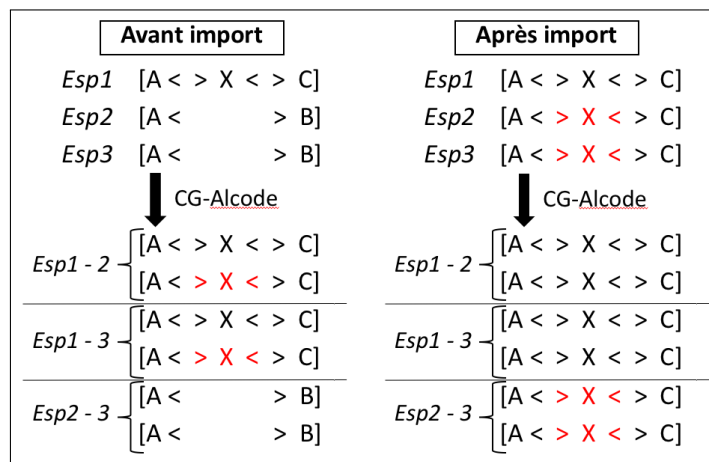 Avant import
Esp1 [A < > X < > C]
Esp2 [A < > B]
Esp3 [A < > B]
CG-Alcode
Esp1 - 2
[A < > X < > C]
[A < > X < > C]
Esp1 - 3
[A < > X < > C]
[A < > X < > C]
Esp2 - 3
[A < > B]
[A < > B]
Après import
Esp1 [A < > X < > C]
Esp2 [A < > X < > C]
Esp3 [A < > X < > C]
CG-Alcode
Esp1 - 2
[A < > X < > C]
[A < > X < > C]
Esp1 - 3
[A < > X < > C]
[A < > X < > C]
Esp2 - 3
[A < > X < > C]
[A < > X < > C]